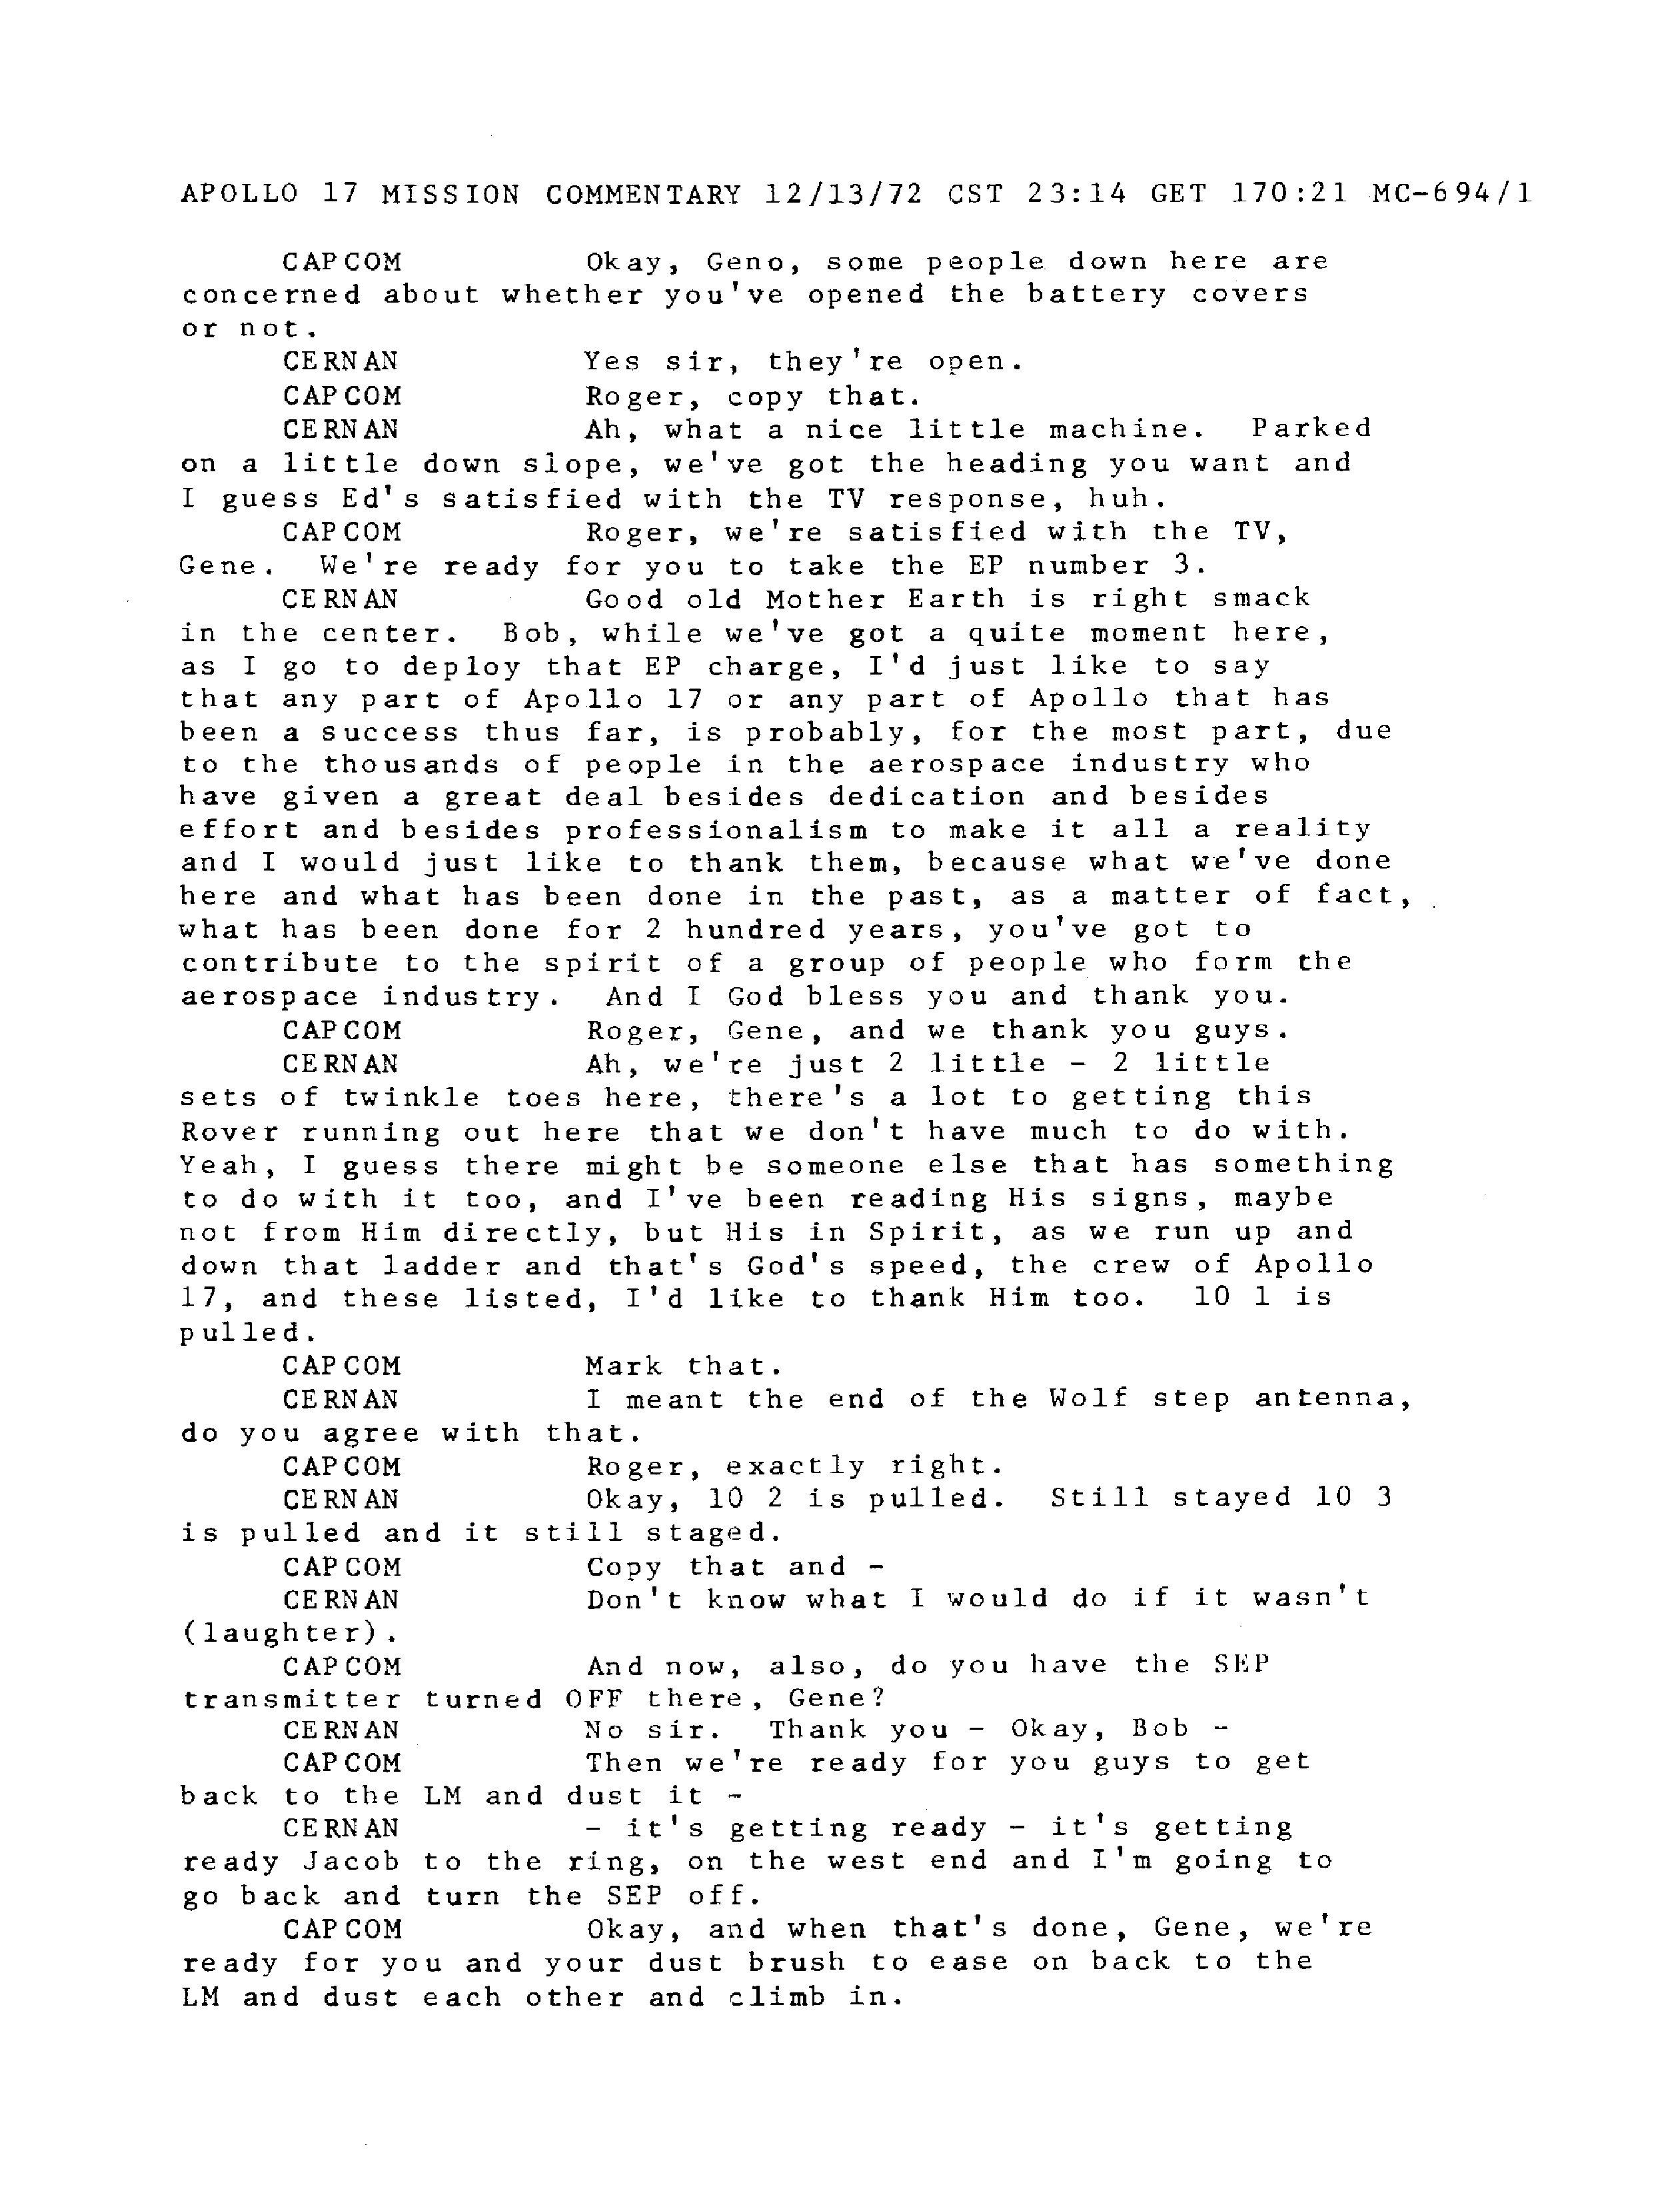 APOLLO 17 MISSION COMMENTARY 12/13/72 CST 23:14 GET 170:21 MC-694/1
CAPCOM Okay, Geno, some people down here are
concerned about whether you've opened the battery covers
or not.
CERNAN Yes sir, they're open.
CAPCOM Roger, copy that.
CERNAN Ah, what a nice little machine. Parked
on a little down slope, we've got the heading you want and
I guess Ed's satisfied with the TV response, huh.
CAPCOM Roger, we're satisfied with the TV,
Gene. We're ready for you to take the EP number 3.
CERNAN Good old Mother Earth is right smack
in the center. Bob, while we've got a quite moment here,
as I go to deploy that EP charge, I'd just like to say
that any part of Apollo 17 or any part of Apollo that has
been a success thus far, is probably, for the most part, due
to the thousands of people in the aerospace industry who
have given a great deal besides dedication and besides
effort and besides professionalism to make it all a reality
and I would just like to thank them, because what we've done
here and what has been done in the past, as a matter of fact,
what has been done for 2 hundred years, you've got to
contribute to the spirit of a group of people who form the
aerospace industry. And I God bless you and thank you.
CAPCOM Roger, Gene, and we thank you guys.
CERNAN Ah, we're just 2 little - 2 little
sets of twinkle toes here, there's a lot to getting this
Rover running out here that we don't have much to do with.
Yeah, I guess there might be someone else that has something
to do with it too, and I've been reading His signs, maybe
not from Him directly, but His in Spirit, as we run up and
down that ladder and that's God's speed, the crew of Apollo
17, and these listed, I'd like to thank Him too. 10 1 is
pulled.
CAPCOM Mark that.
CERNAN I meant the end of the Wolf step antenna,
do you agree with that.
CAPCOM Roger, exactly right.
CERNAN Okay, 10 2 is pulled. Still stayed 10 3
is pulled and it still staged.
CAPCOM Copy that and -
CERNAN Don't know what I would do if it wasn't
(laughter).
CAPCOM And now, also, do you have the SEP
transmitter turned OFF there, Gene?
CERNAN No sir. Thank you - Okay, Bob -
CAPCOM Then we're ready for you guys to get
back to the LM and dust it -
CERNAN - it's getting ready - it's getting
ready Jacob to the ring, on the west end and I'm going to
go back and turn the SEP off.
CAPCOM Okay, and when that's done, Gene, we're
ready for you and your dust brush to ease on back to the
LM and dust each other and climb in.